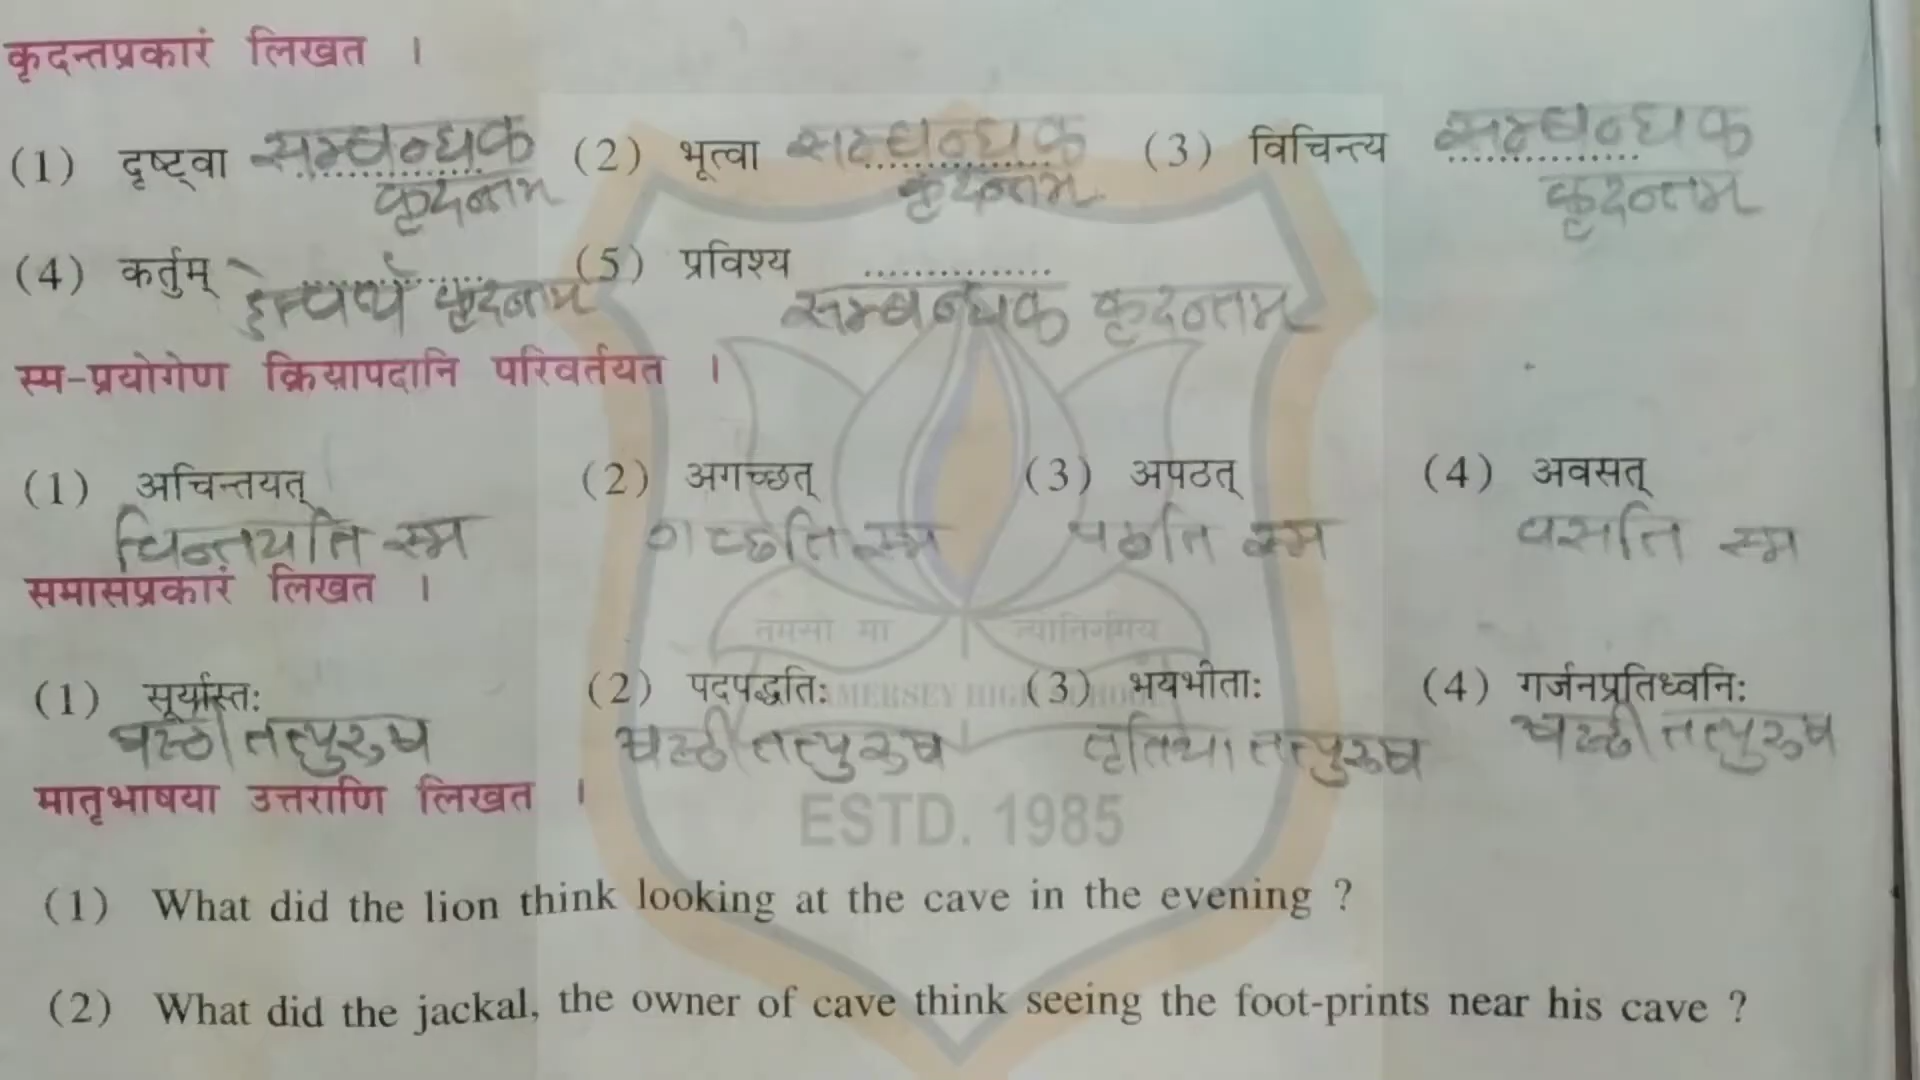 कृदन्तप्रकारं लिखत ।
(1) दृष्ट्वा सम्बन्धक (2) भूत्वा सम्बन्धक (3) विचिन्त्य सम्बन्धक
कृदन्तम कृदन्तम कृदन्तम
(4) कर्तुम् ............ (5) प्रविश्य ..............
हेत्वर्थ कृदन्तम सम्बन्धक कृदन्तम
स्म-प्रयोगेण क्रियापदानि परिवर्तयत ।
(1) अचिन्तयत् (2) अगच्छत् (3) अपठत् (4) अवसत्
चिन्तयति स्म गच्छति स्म पठति स्म वसति स्म
समासप्रकारं लिखत ।
तमसो मा ज्योतिर्गमय
(1) सूर्यास्तः (2) पदपद्धतिः (3) भयभीताः (4) गर्जनप्रतिध्वनिः
AMERSEY HIGH SCHOOL
षष्ठी तत्पुरुष षष्ठी तत्पुरुष तृतिया तत्पुरुष षष्ठी तत्पुरुष
मातृभाषया उत्तराणि लिखत ।
ESTD. 1985
(1) What did the lion think looking at the cave in the evening ?
(2) What did the jackal, the owner of cave think seeing the foot-prints near his cave ?